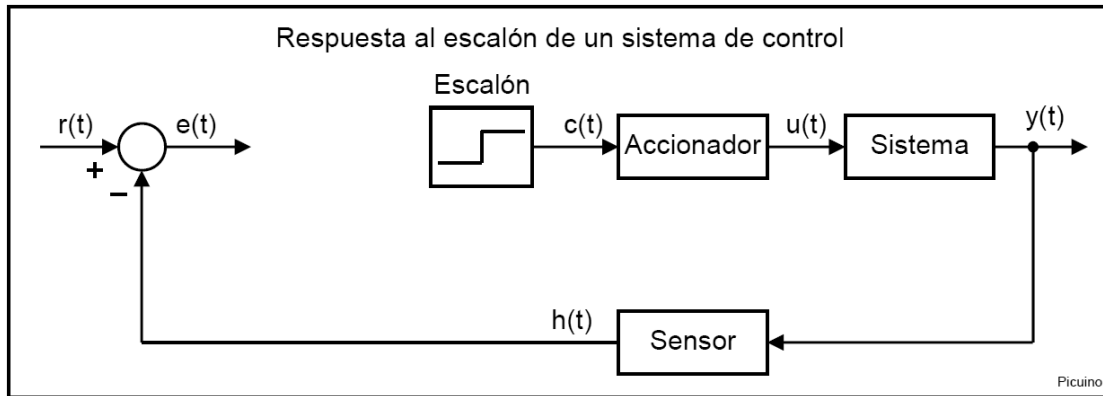 Respuesta al escalón de un sistema de control
Escalón
r(t)
e(t)
c(t)
Accionador
u(t)
Sistema
y(t)
+
−
h(t)
Sensor
Picuino